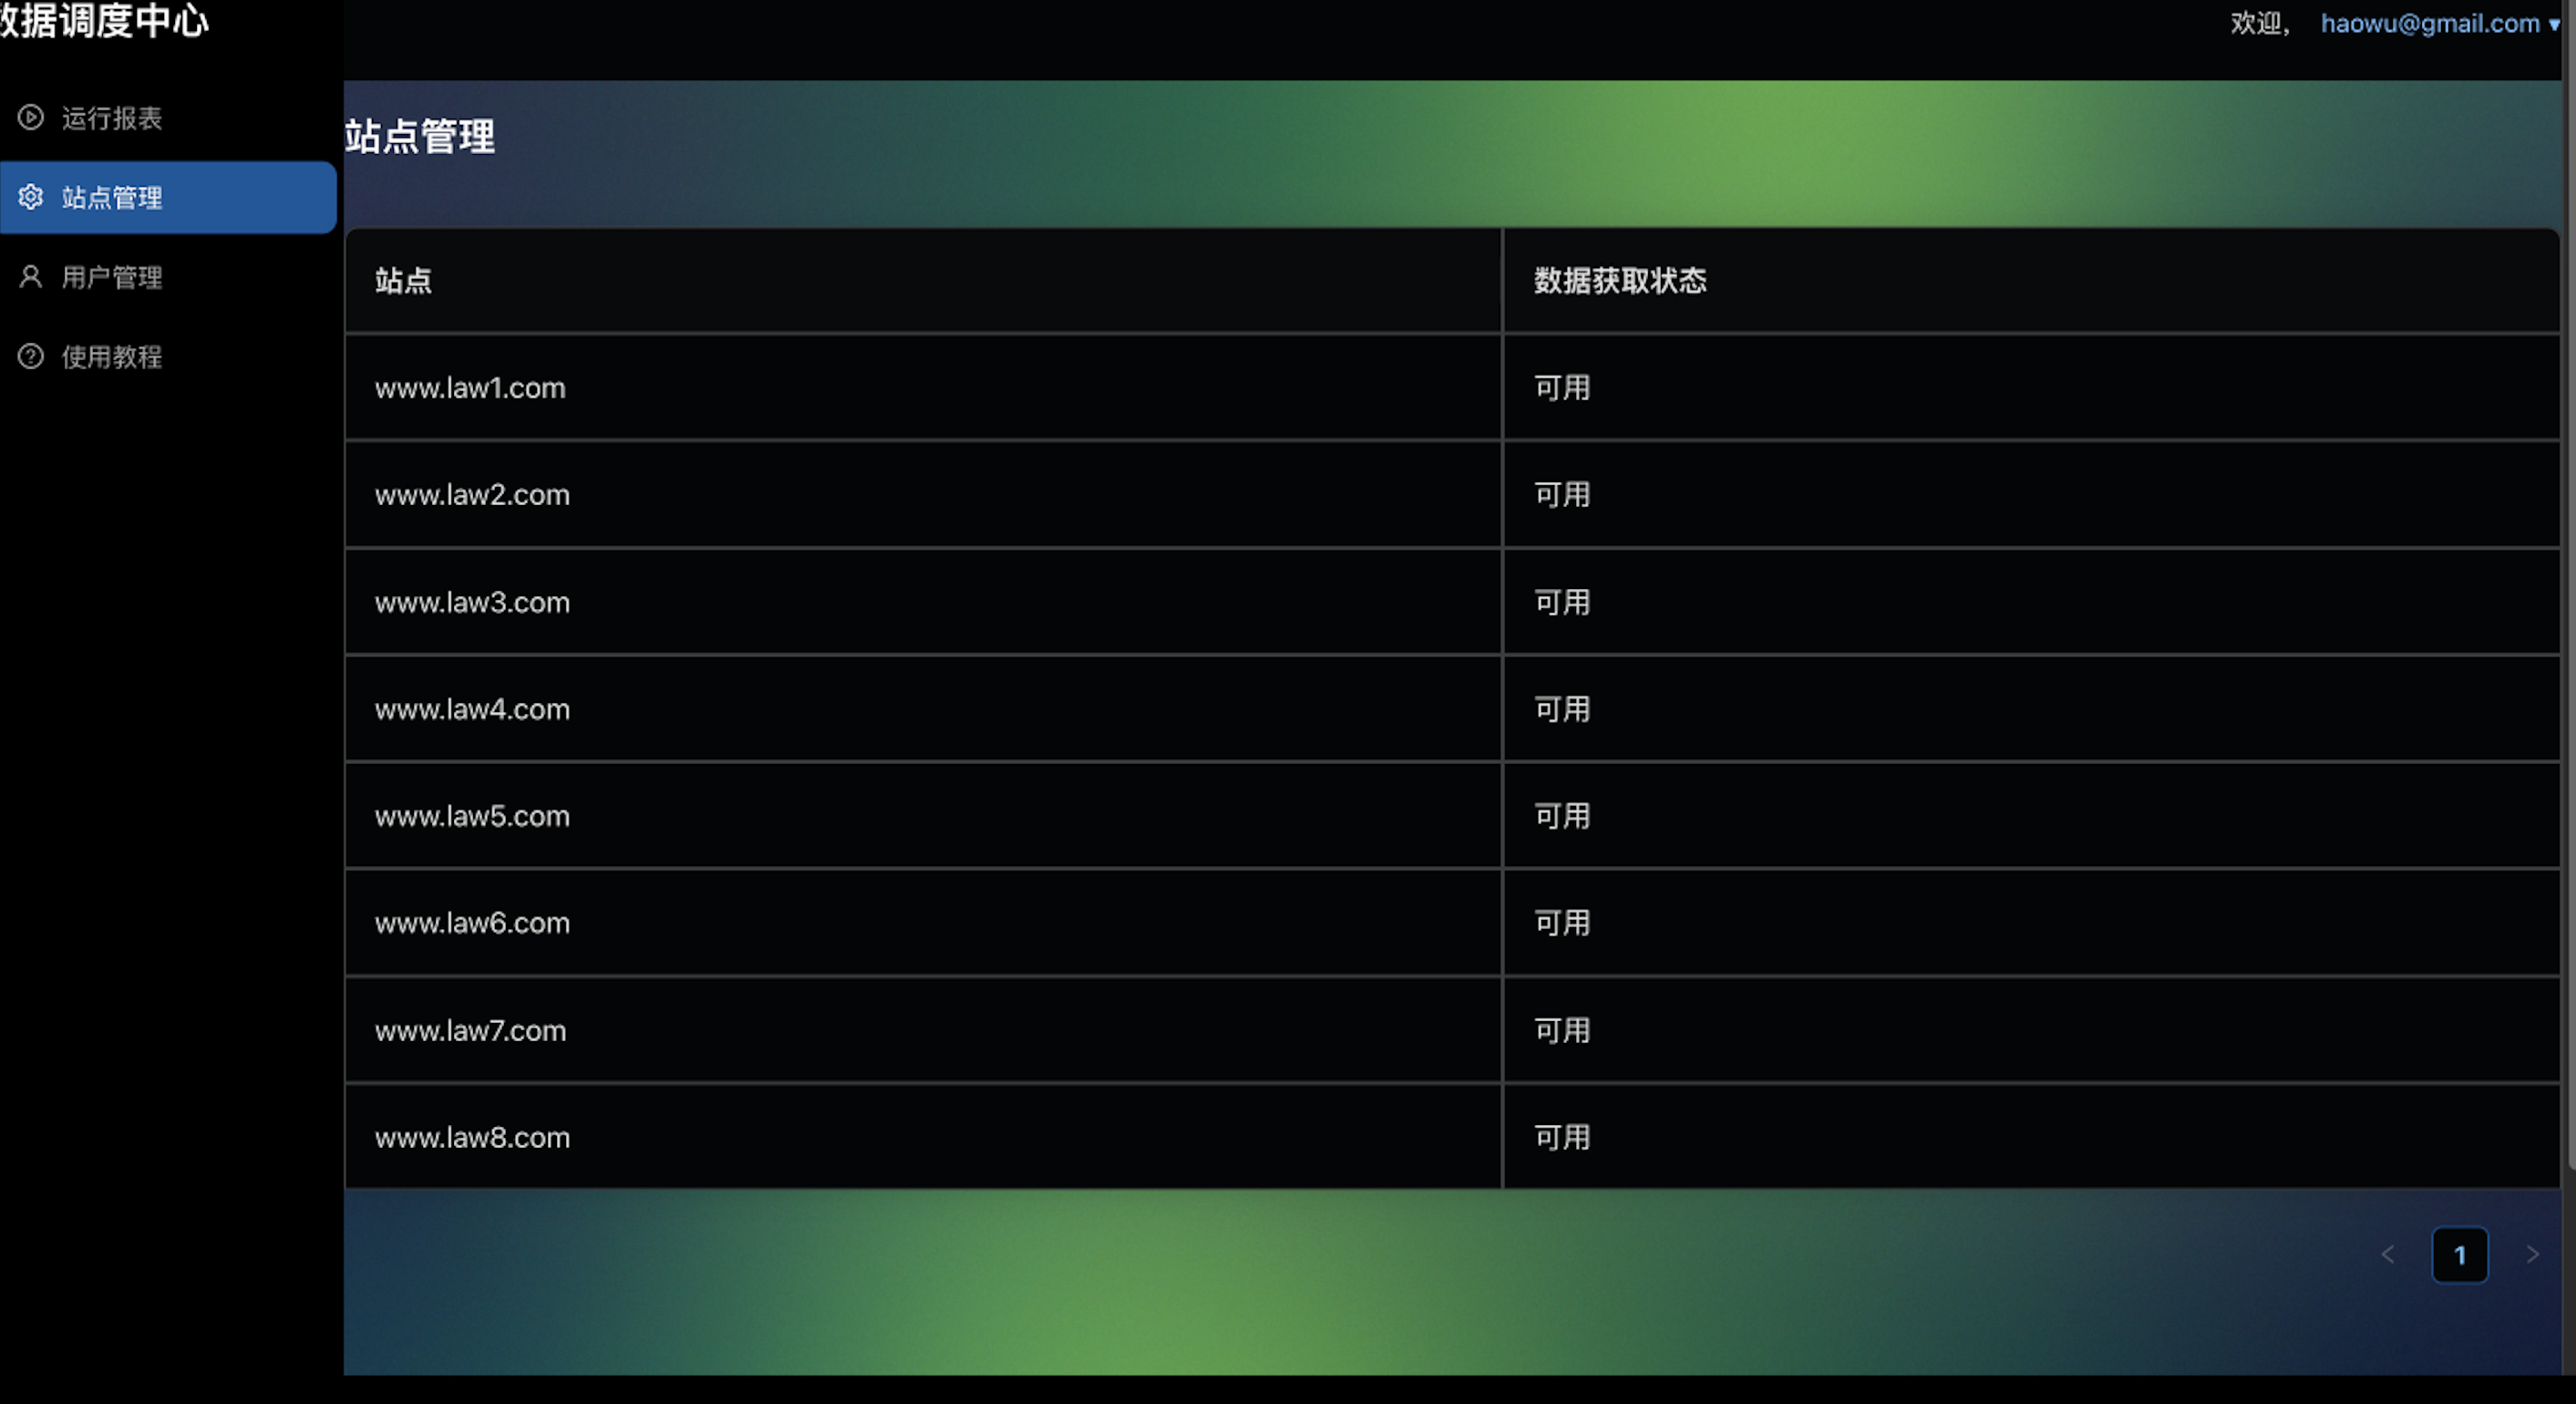 数据调度中心
欢迎, haowu@gmail.com ▾
运行报表
站点管理
用户管理
使用教程
站点管理
站点 数据获取状态
www.law1.com 可用
www.law2.com 可用
www.law3.com 可用
www.law4.com 可用
www.law5.com 可用
www.law6.com 可用
www.law7.com 可用
www.law8.com 可用
< 1 >